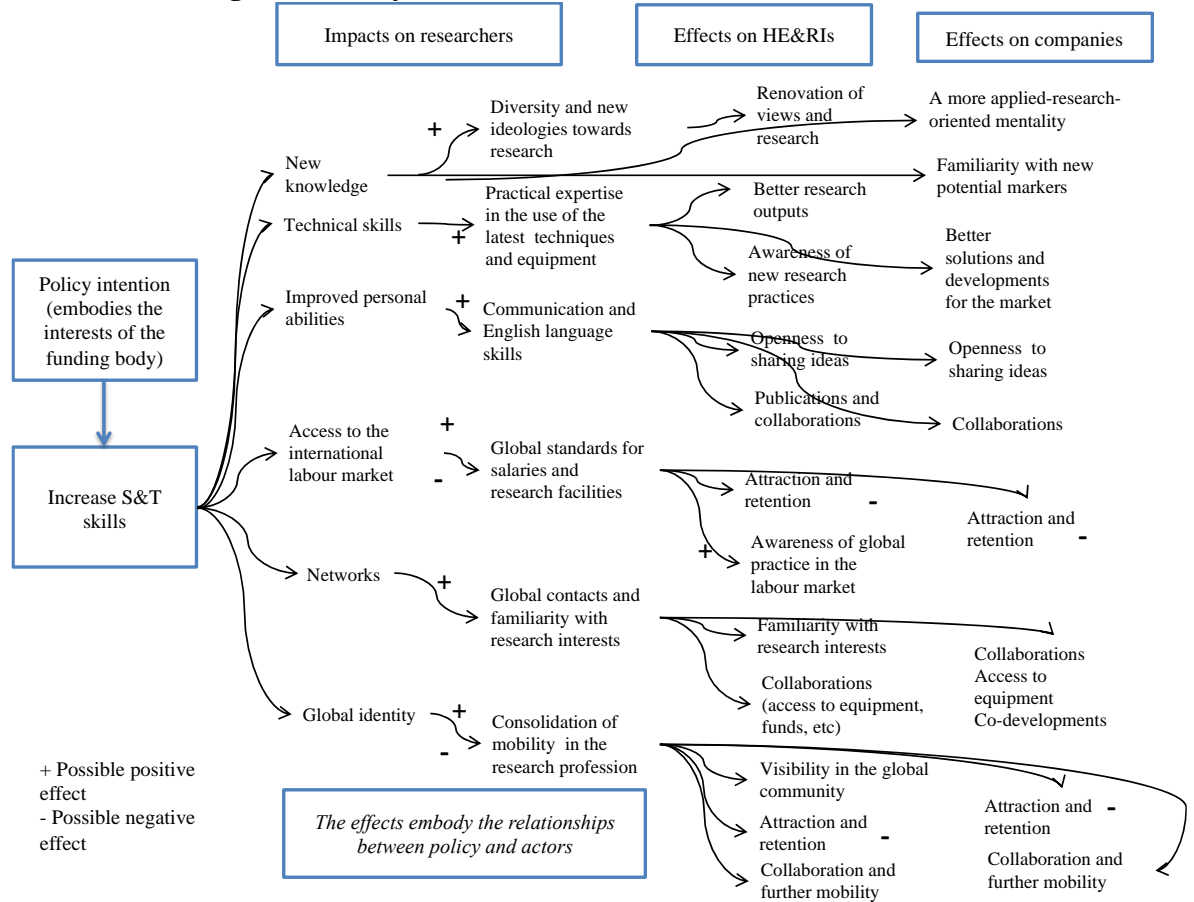 Impacts on researchers
Effects on HE&RIs
Effects on companies
Policy intention
(embodies the
interests of the
funding body)
Increase S&T
skills
New
knowledge
+
Diversity and new
ideologies towards
research
Renovation of
views and
research
A more applied-research-
oriented mentality
Familiarity with new
potential markers
Technical skills
+
Practical expertise
in the use of the
latest techniques
and equipment
Better research
outputs
Awareness of
new research
practices
Better
solutions and
developments
for the market
Improved personal
abilities
+
Communication and
English language
skills
Openness to
sharing ideas
Publications and
collaborations
Openness to
sharing ideas
Collaborations
Access to the
international
labour market
+
-
Global standards for
salaries and
research facilities
Attraction and
retention -
+
Awareness of global
practice in the
labour market
Attraction and
retention -
Networks
+
Global contacts and
familiarity with
research interests
Familiarity with
research interests
Collaborations
(access to equipment,
funds, etc)
Collaborations
Access to
equipment
Co-developments
Global identity
+
-
Consolidation of
mobility in the
research profession
Visibility in the global
community
Attraction and
retention -
Collaboration and
further mobility
Attraction and -
retention
Collaboration and
further mobility
+ Possible positive
effect
- Possible negative
effect
The effects embody the relationships
between policy and actors